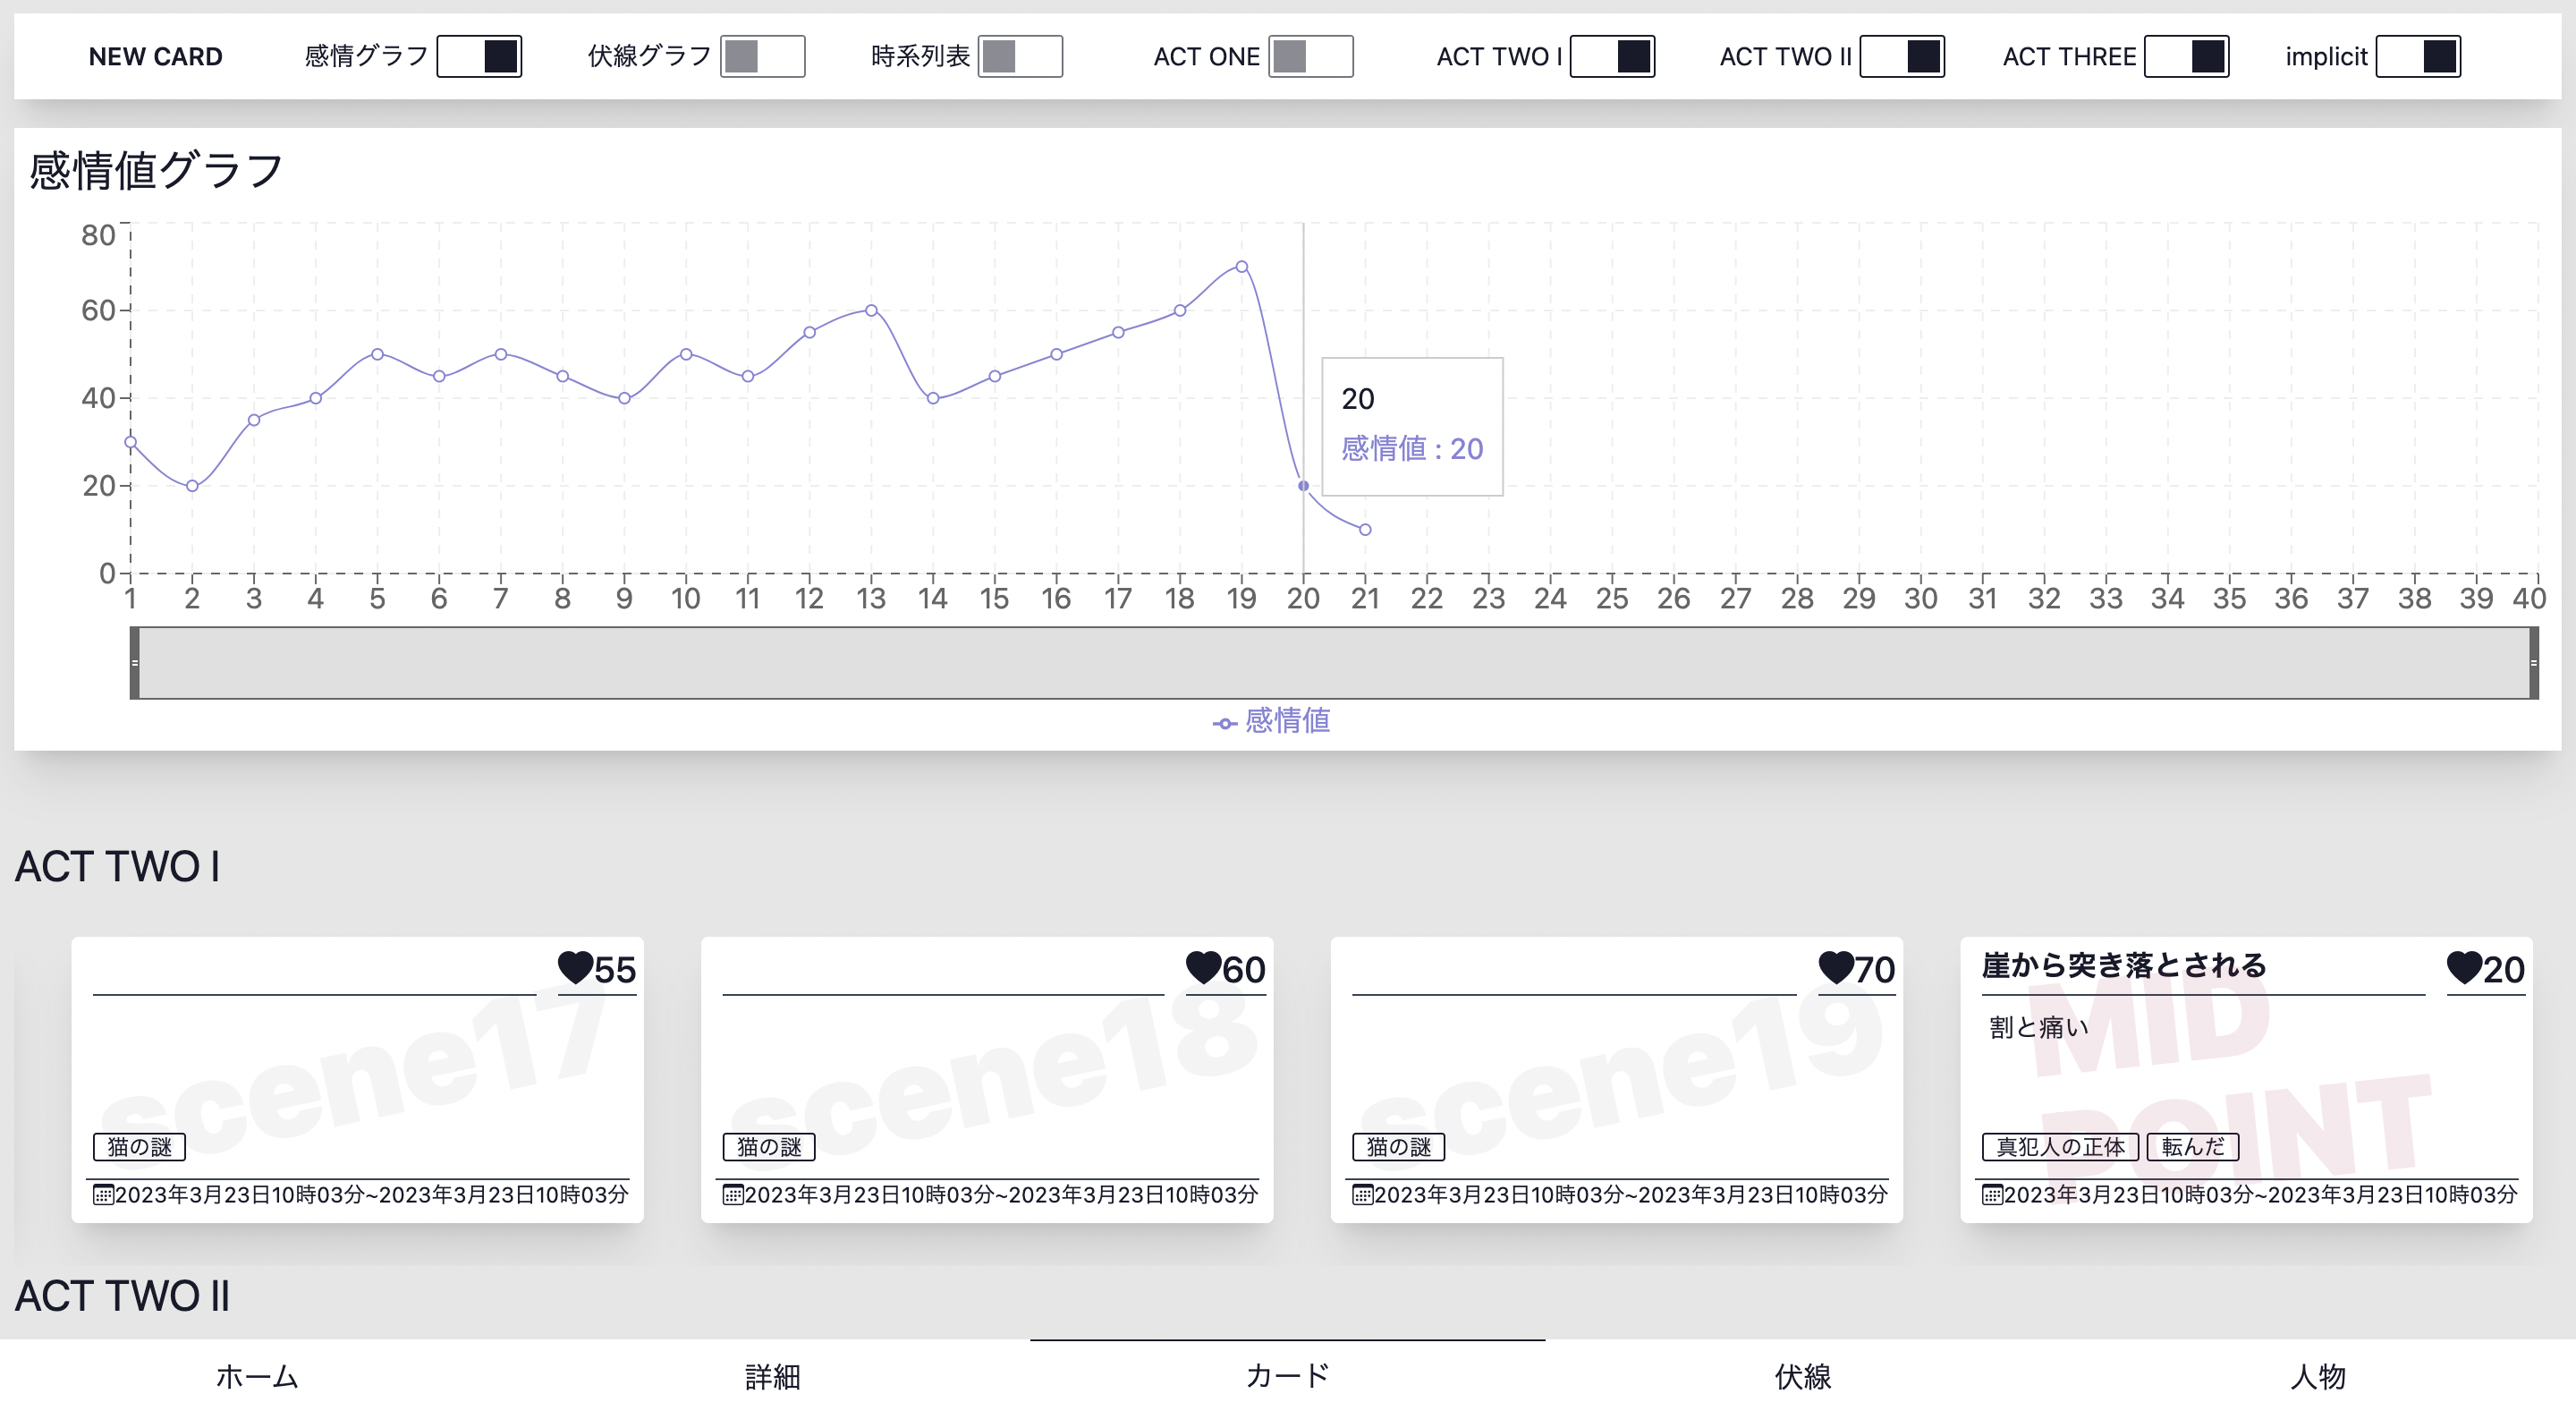 NEW CARD 感情グラフ 伏線グラフ 時系列表 ACT ONE ACT TWO I ACT TWO II ACT THREE implicit
感情値グラフ
80
60
40
20
0
1 2 3 4 5 6 7 8 9 10 11 12 13 14 15 16 17 18 19 20 21 22 23 24 25 26 27 28 29 30 31 32 33 34 35 36 37 38 39 40
20
感情値 : 20
感情値
ACT TWO I
55
scene17
猫の謎
2023年3月23日10時03分~2023年3月23日10時03分
60
scene18
猫の謎
2023年3月23日10時03分~2023年3月23日10時03分
70
scene19
猫の謎
2023年3月23日10時03分~2023年3月23日10時03分
崖から突き落とされる 20
割と痛い
MID
POINT
真犯人の正体 転んだ
2023年3月23日10時03分~2023年3月23日10時03分
ACT TWO II
ホーム 詳細 カード 伏線 人物